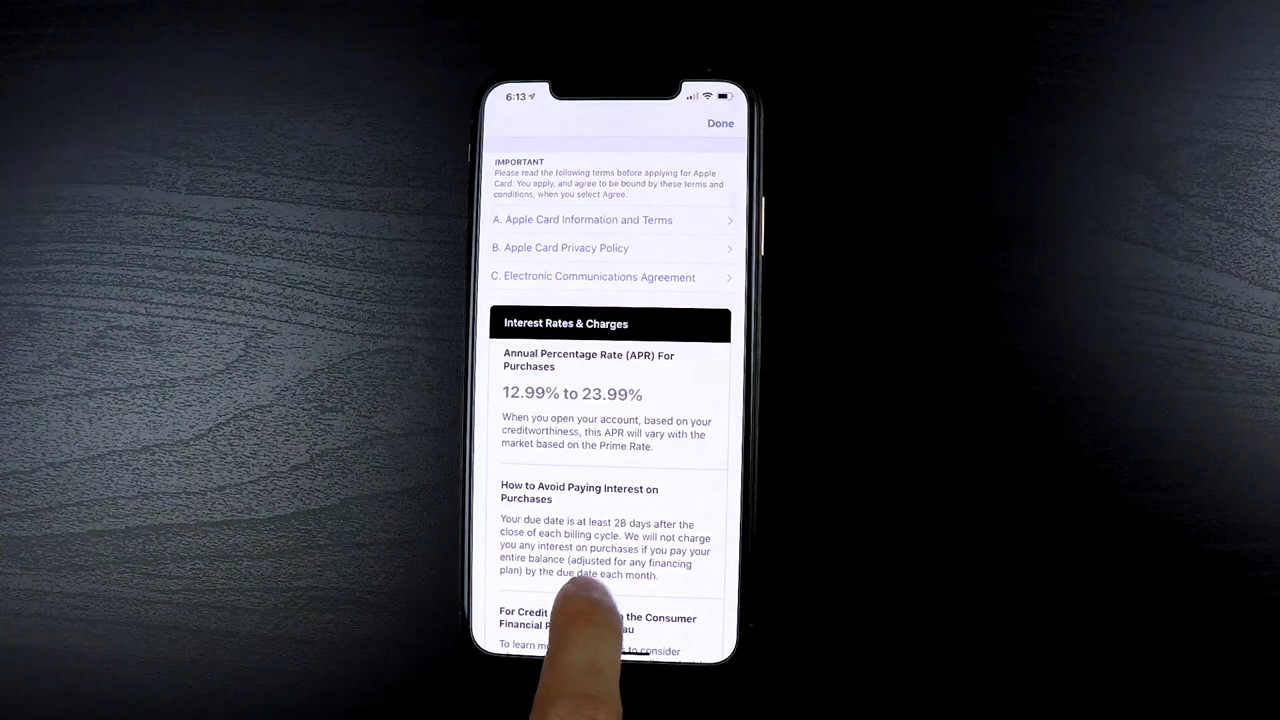 6:13
Done
IMPORTANT
Please read the following terms before applying for Apple
Card. You apply, and agree to be bound by these terms and
conditions, when you select Agree.
A. Apple Card Information and Terms
B. Apple Card Privacy Policy
C. Electronic Communications Agreement
Interest Rates & Charges
Annual Percentage Rate (APR) For
Purchases
12.99% to 23.99%
When you open your account, based on your
creditworthiness, this APR will vary with the
market based on the Prime Rate.
How to Avoid Paying Interest on
Purchases
Your due date is at least 28 days after the
close of each billing cycle. We will not charge
you any interest on purchases if you pay your
entire balance (adjusted for any financing
plan) by the due date each month.
For Credit the Consumer
Financial
To learn to consider